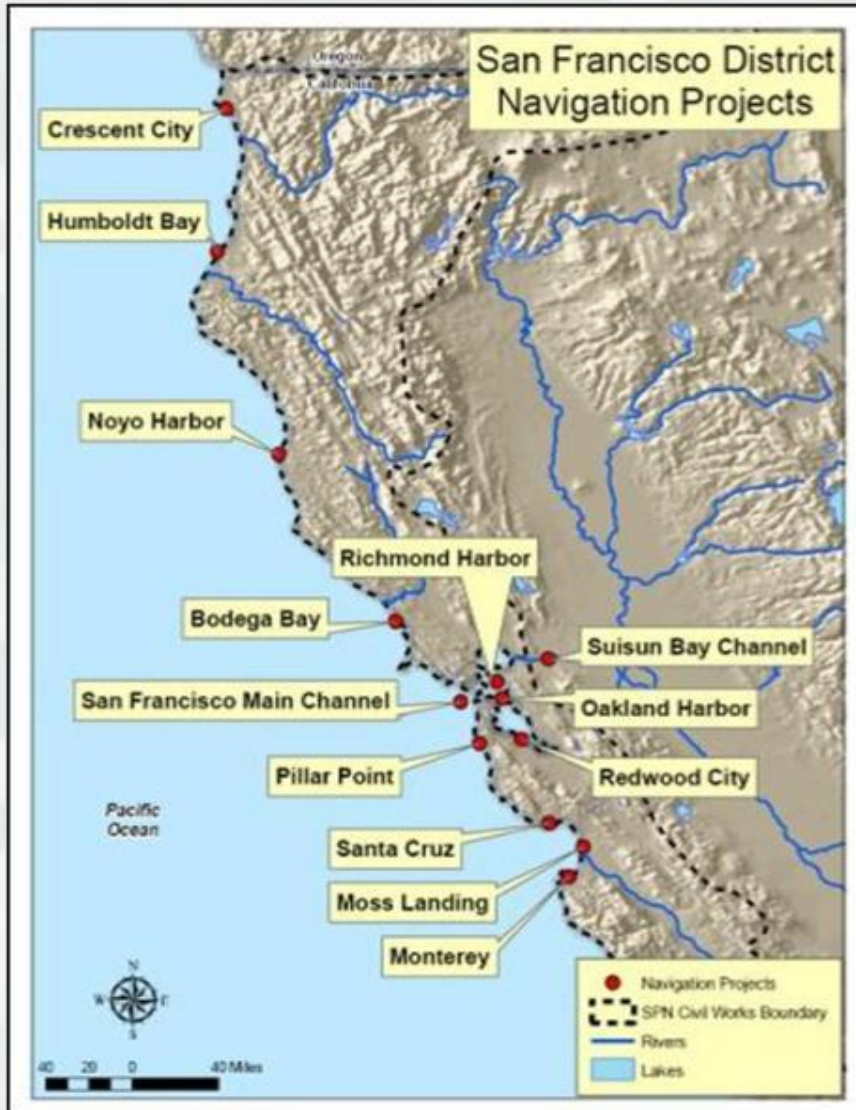 San Francisco District
Navigation Projects
Oregon
California
Crescent City
Humboldt Bay
Noyo Harbor
Richmond Harbor
Bodega Bay
Suisun Bay Channel
San Francisco Main Channel
Oakland Harbor
Pillar Point
Redwood City
Pacific
Ocean
Santa Cruz
Moss Landing
Monterey
N
W
E
S
Navigation Projects
SPN Civil Works Boundary
Rivers
Lakes
40 20 0 40 Miles